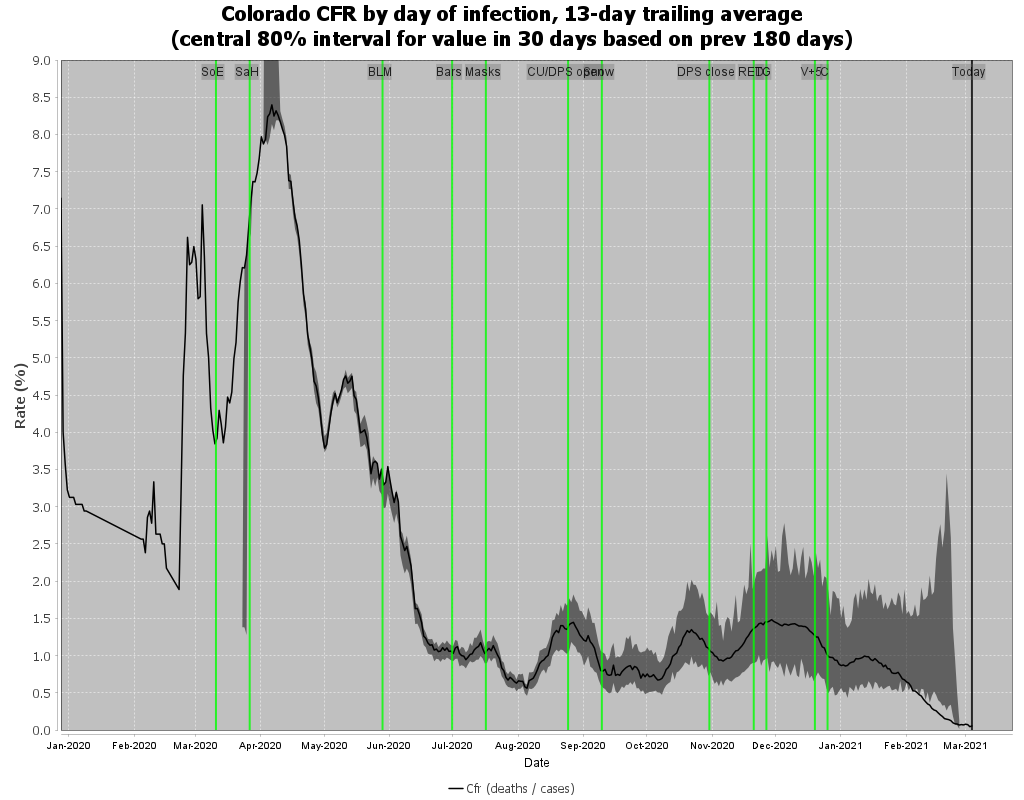 Colorado CFR by day of infection, 13-day trailing average
(central 80% interval for value in 30 days based on prev 180 days)
SoE SaH BLM Bars Masks CU/DPS open Snow DPS close RED TG V+5C Today
9.0
8.5
8.0
7.5
7.0
6.5
6.0
5.5
5.0
4.5
4.0
3.5
3.0
2.5
2.0
1.5
1.0
0.5
0.0
Rate (%)
Jan-2020 Feb-2020 Mar-2020 Apr-2020 May-2020 Jun-2020 Jul-2020 Aug-2020 Sep-2020 Oct-2020 Nov-2020 Dec-2020 Jan-2021 Feb-2021 Mar-2021
Date
Cfr (deaths / cases)